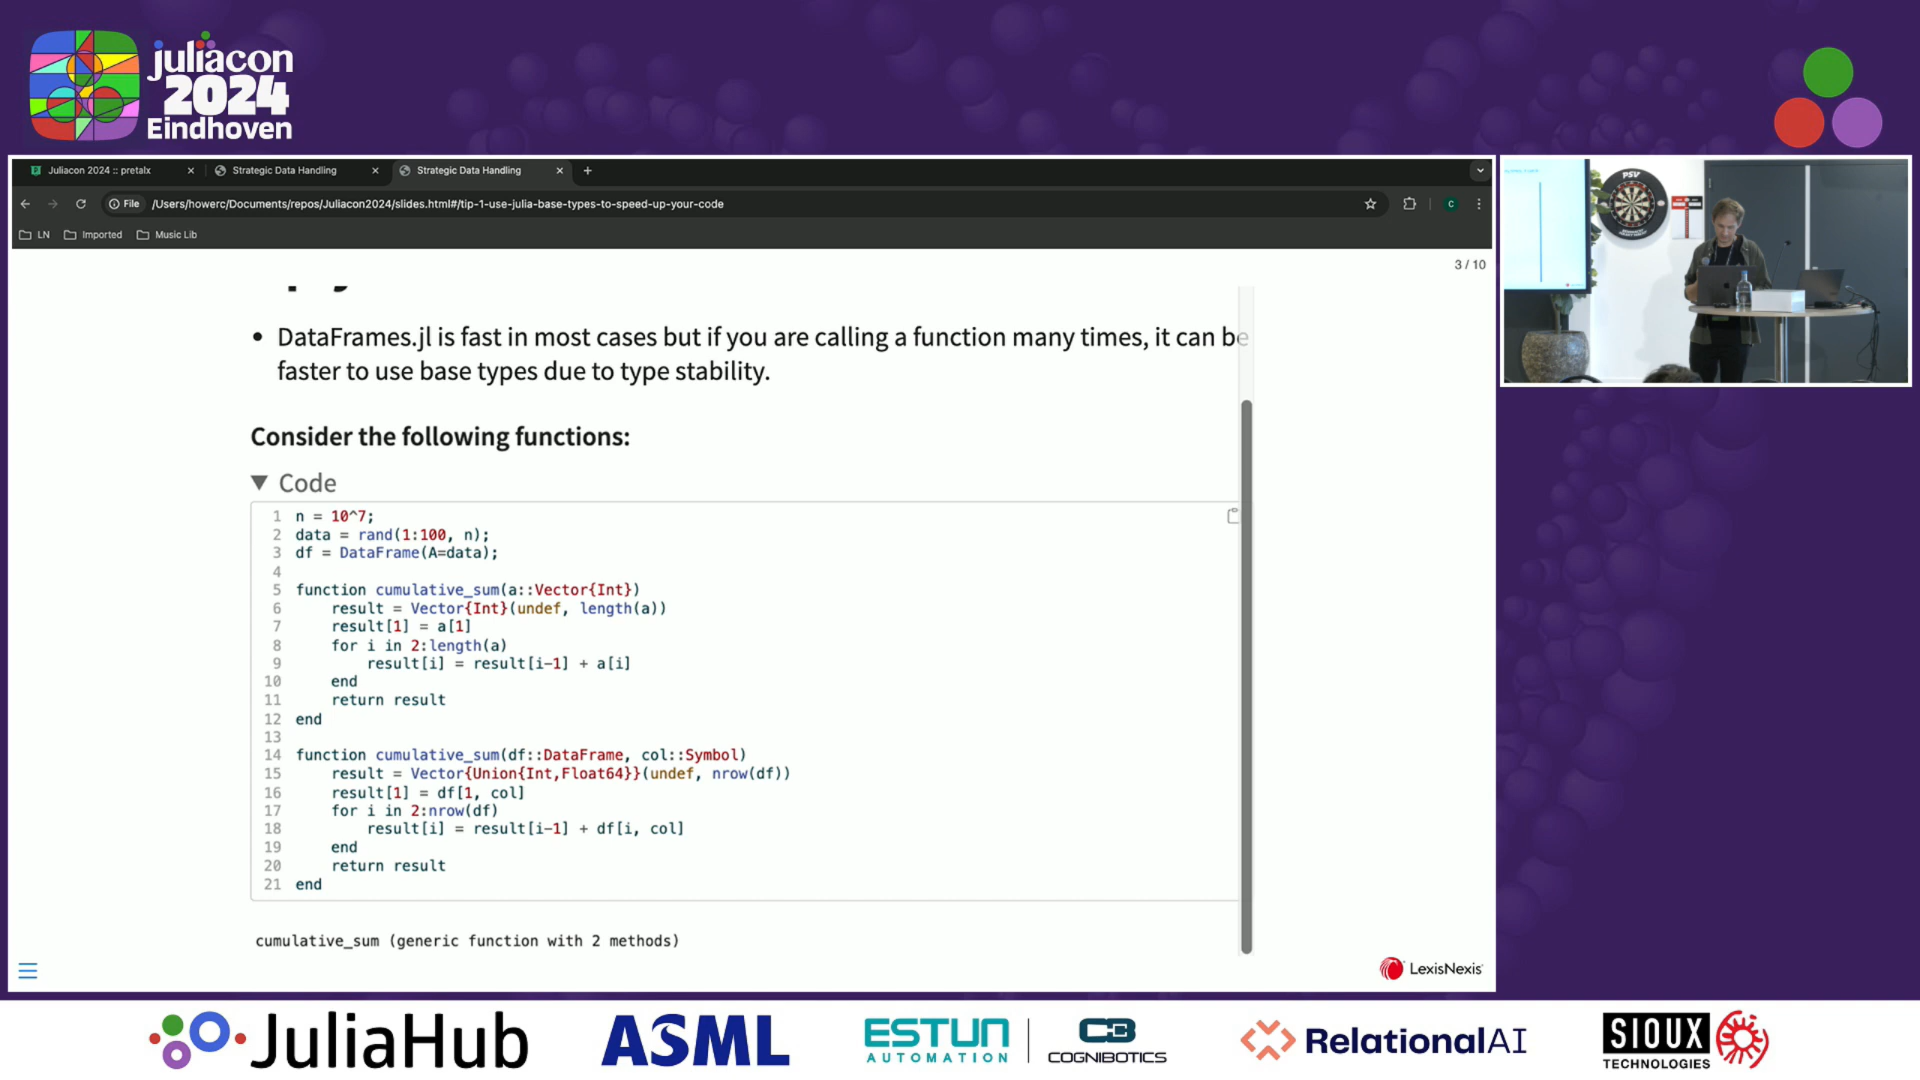 juliacon
2024
Eindhoven
Juliacon 2024 :: pretalx
Strategic Data Handling
Strategic Data Handling
File /Users/howerc/Documents/repos/Juliacon2024/slides.html#/tip-1-use-julia-base-types-to-speed-up-your-code
C
LN Imported Music Lib
3 / 10
PSV
• DataFrames.jl is fast in most cases but if you are calling a function many times, it can be
faster to use base types due to type stability.
Consider the following functions:
▼ Code
1 n = 10^7;
2 data = rand(1:100, n);
3 df = DataFrame(A=data);
4
5 function cumulative_sum(a::Vector{Int})
6     result = Vector{Int}(undef, length(a))
7     result[1] = a[1]
8     for i in 2:length(a)
9         result[i] = result[i-1] + a[i]
10     end
11     return result
12 end
13
14 function cumulative_sum(df::DataFrame, col::Symbol)
15     result = Vector{Union{Int,Float64}}(undef, nrow(df))
16     result[1] = df[1, col]
17     for i in 2:nrow(df)
18         result[i] = result[i-1] + df[i, col]
19     end
20     return result
21 end
cumulative_sum (generic function with 2 methods)
LexisNexis
JuliaHub
ASML
ESTUN
AUTOMATION
COGNIBOTICS
RelationalAI
SIOUX
TECHNOLOGIES